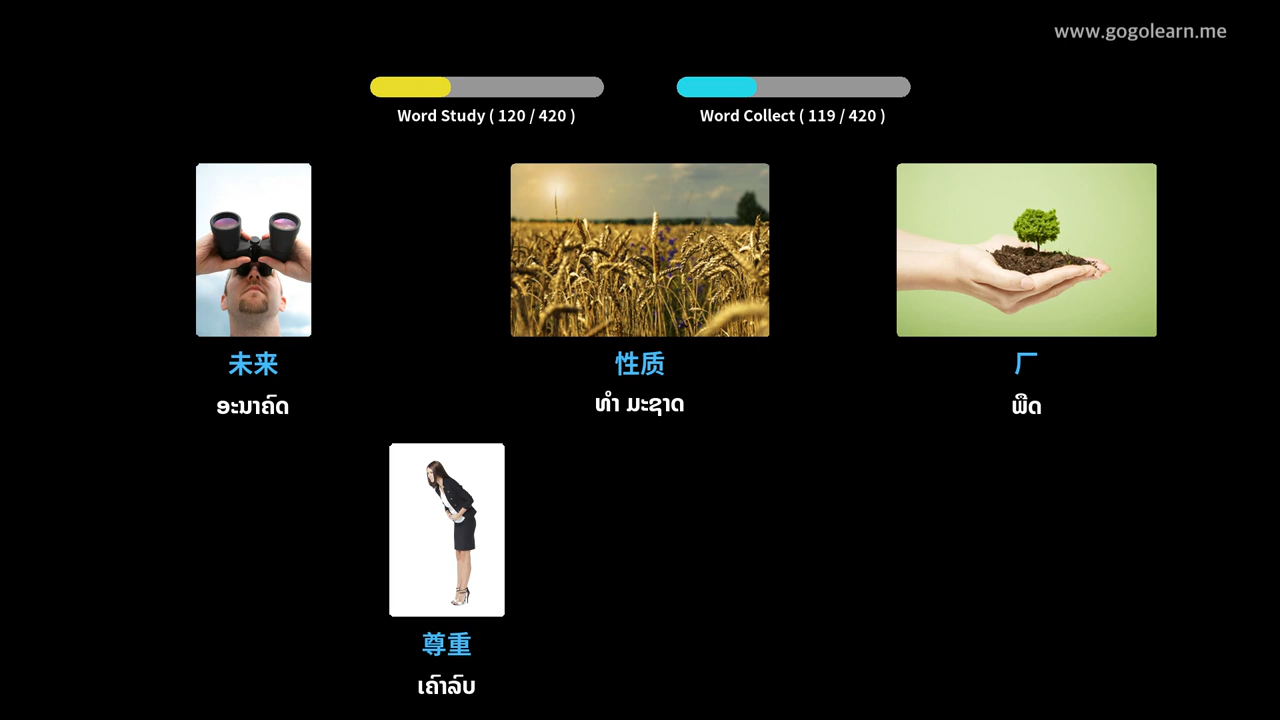 www.gogolearn.me
Word Study ( 120 / 420 )
Word Collect ( 119 / 420 )
未来
ອະນາຄົດ
性质
ທຳ ມະຊາດ
厂
ພືດ
尊重
ເຄົາລົບ